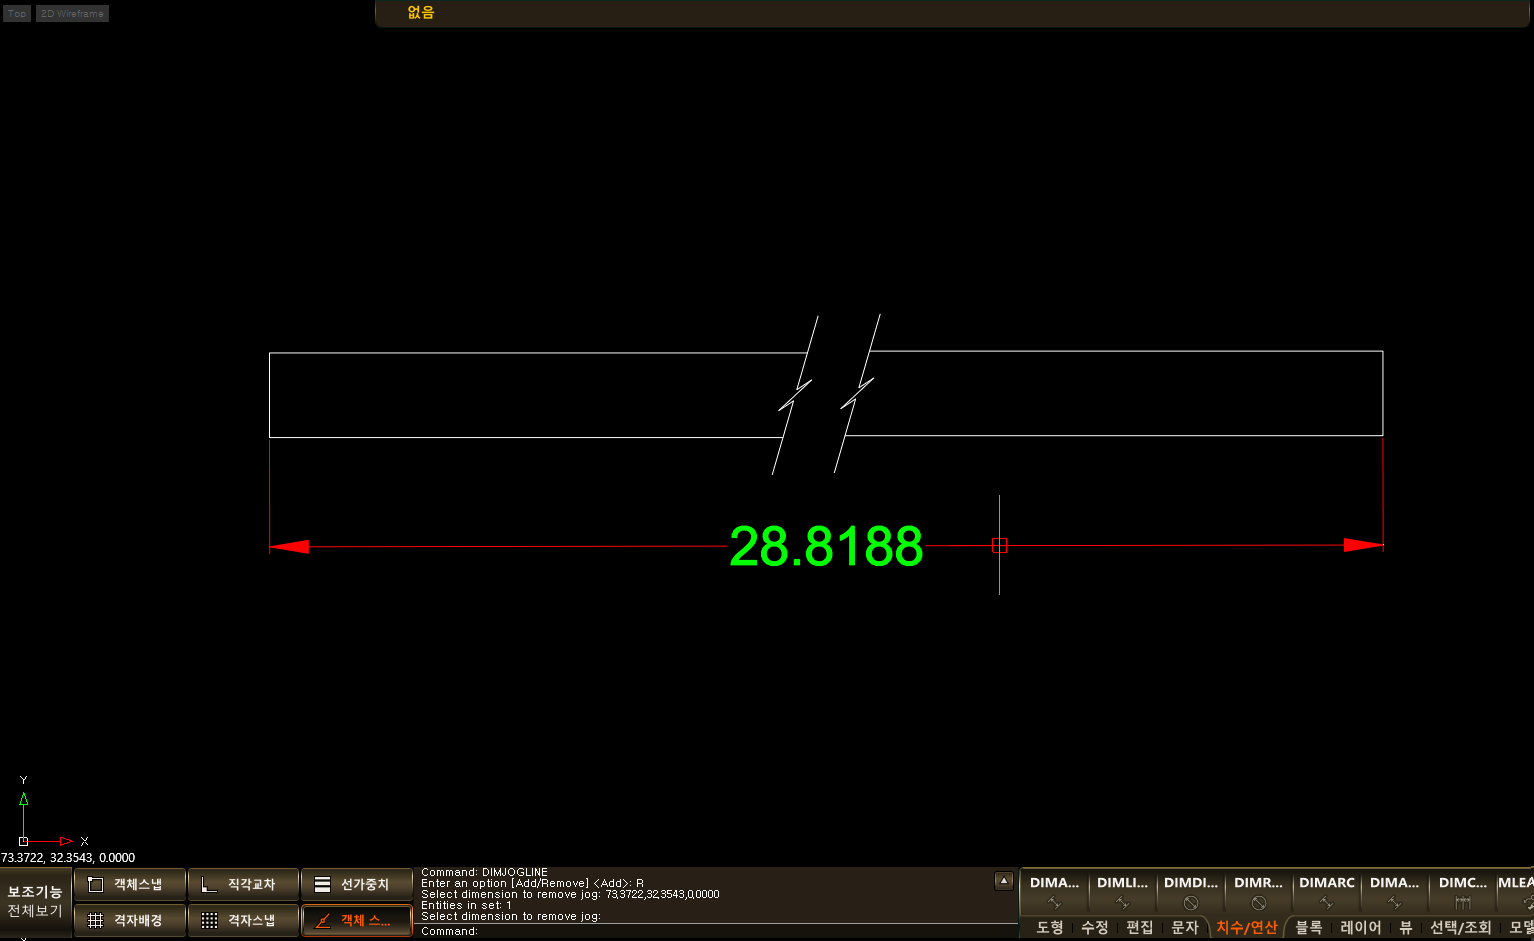 Top 2D Wireframe
없음
28.8188
Y
X
73.3722, 32.3543, 0.0000
보조기능
전체보기
객체스냅 직각교차 선가중치
격자배경 격자스냅 객체 스...
Command: DIMJOGLINE
Enter an option [Add/Remove] <Add>: R
Select dimension to remove jog: 73,3722,32,3543,0,0000
Entities in set: 1
Select dimension to remove jog:
Command:
DIMA... DIMLI... DIMDI... DIMR... DIMARC DIMA... DIMC... MLEA
도형 수정 편집 문자 치수/연산 블록 레이어 뷰 선택/조회